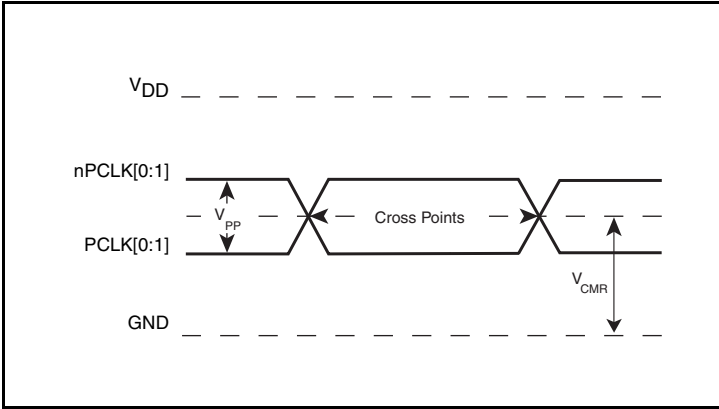 VDD
nPCLK[0:1]
VPP
Cross Points
PCLK[0:1]
VCMR
GND